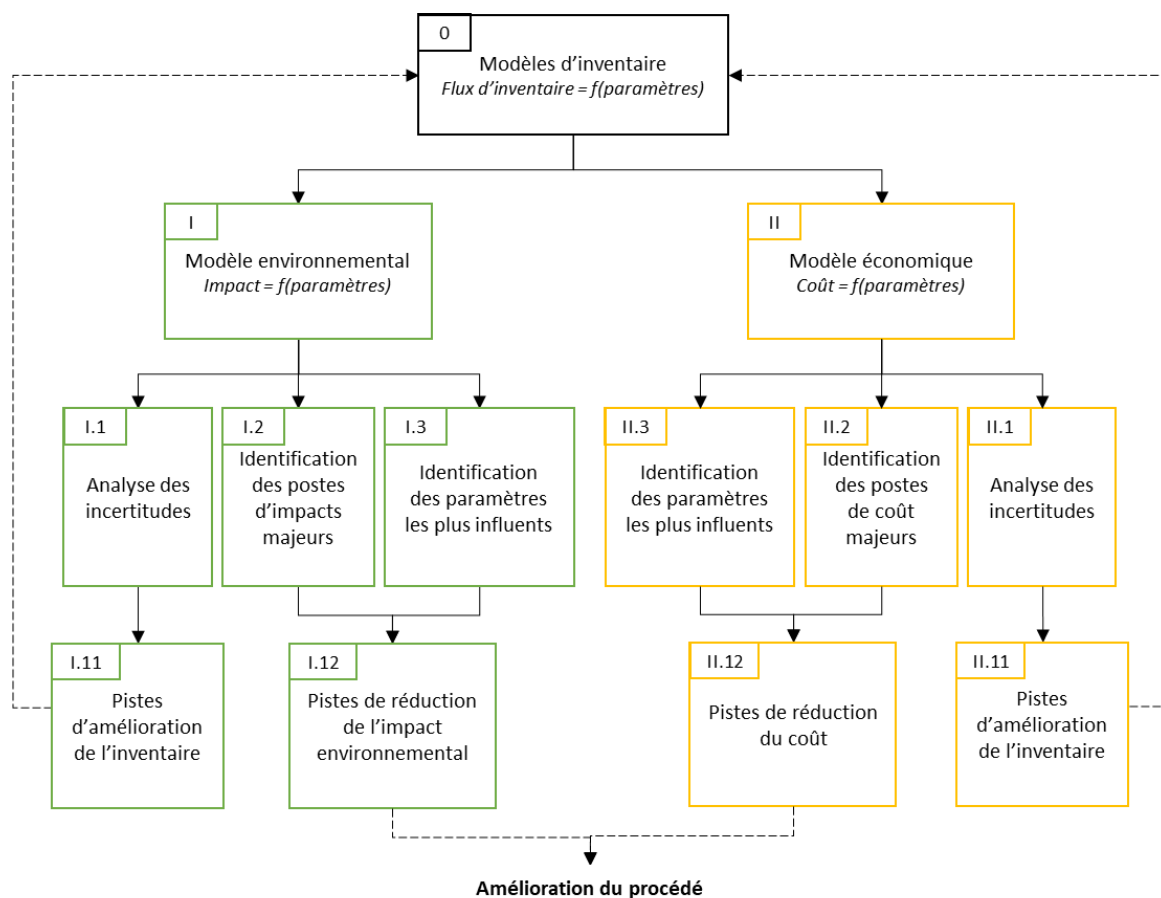 0
Modèles d’inventaire
Flux d’inventaire = f(paramètres)
I
Modèle environnemental
Impact = f(paramètres)
II
Modèle économique
Coût = f(paramètres)
I.1
Analyse des
incertitudes
I.2
Identification
des postes
d’impacts
majeurs
I.3
Identification
des paramètres
les plus influents
II.3
Identification
des paramètres
les plus influents
II.2
Identification
des postes
de coût
majeurs
II.1
Analyse des
incertitudes
I.11
Pistes
d’amélioration
de l’inventaire
I.12
Pistes de réduction
de l’impact
environnemental
II.12
Pistes de réduction
du coût
II.11
Pistes
d’amélioration
de l’inventaire
Amélioration du procédé